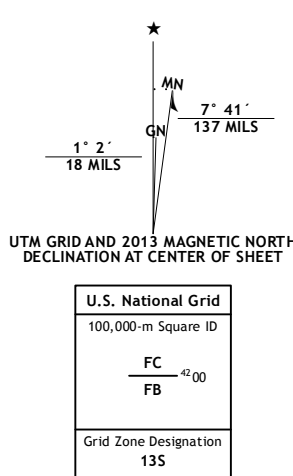 ★
MN
7° 41´
137 MILS
GN
1° 2´
18 MILS
UTM GRID AND 2013 MAGNETIC NORTH
DECLINATION AT CENTER OF SHEET
U.S. National Grid
100,000-m Square ID
FC
4200
FB
Grid Zone Designation
13S